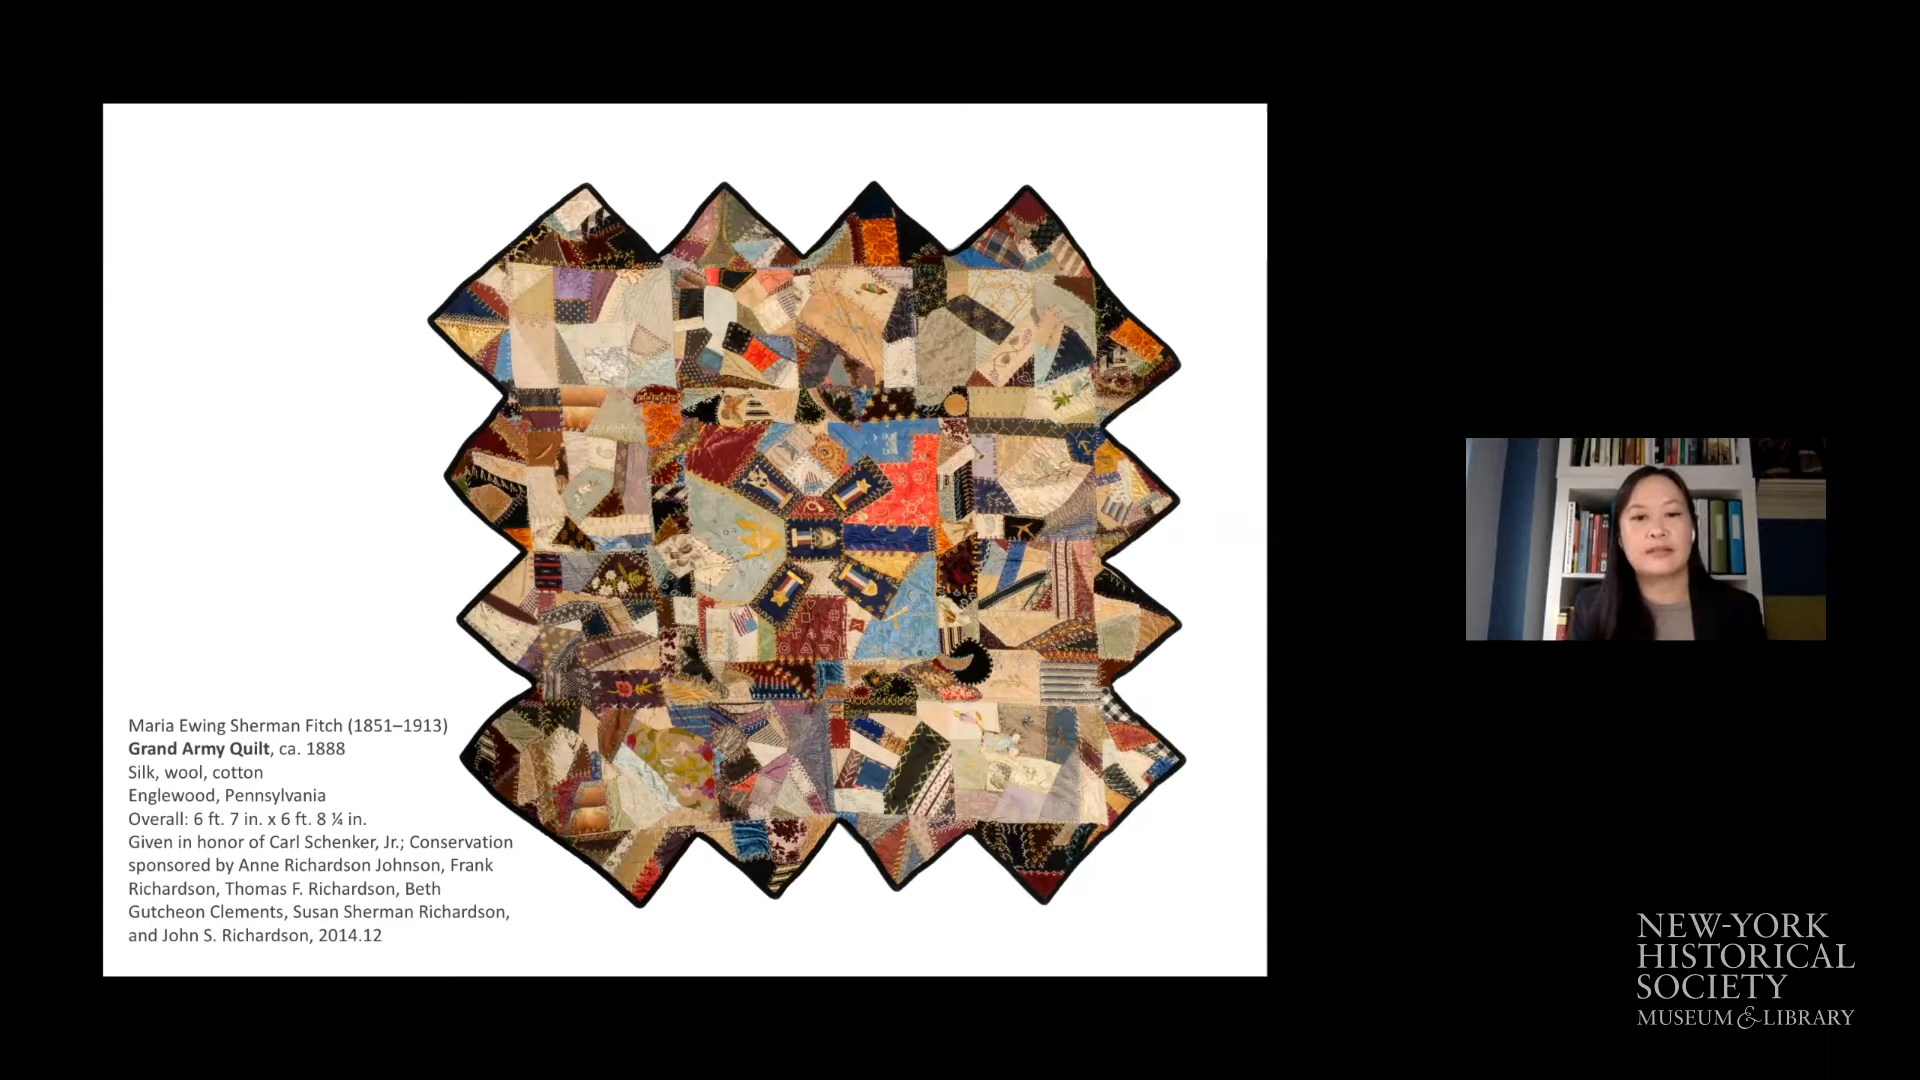 Maria Ewing Sherman Fitch (1851–1913)
Grand Army Quilt, ca. 1888
Silk, wool, cotton
Englewood, Pennsylvania
Overall: 6 ft. 7 in. x 6 ft. 8 ¼ in.
Given in honor of Carl Schenker, Jr.; Conservation
sponsored by Anne Richardson Johnson, Frank
Richardson, Thomas F. Richardson, Beth
Gutcheon Clements, Susan Sherman Richardson,
and John S. Richardson, 2014.12
NEW-YORK
HISTORICAL
SOCIETY
MUSEUM & LIBRARY